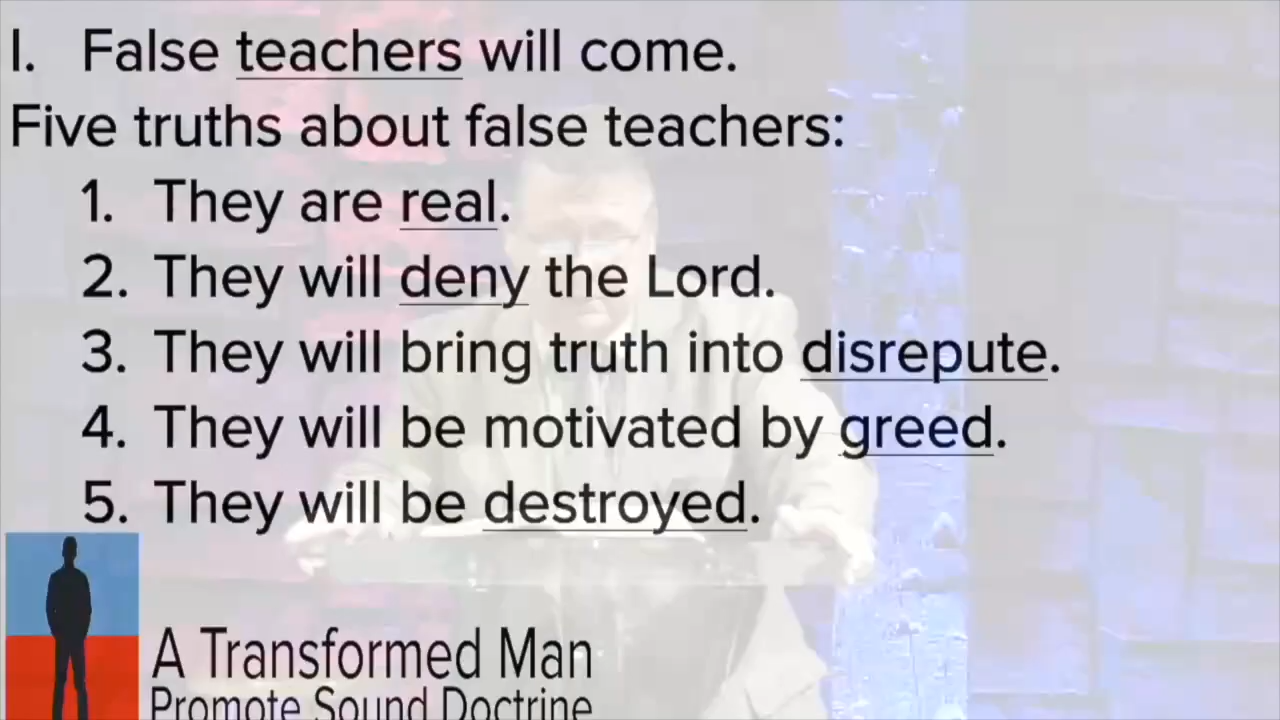 I. False teachers will come.
Five truths about false teachers:
1. They are real.
2. They will deny the Lord.
3. They will bring truth into disrepute.
4. They will be motivated by greed.
5. They will be destroyed.
A Transformed Man
Promote Sound Doctrine